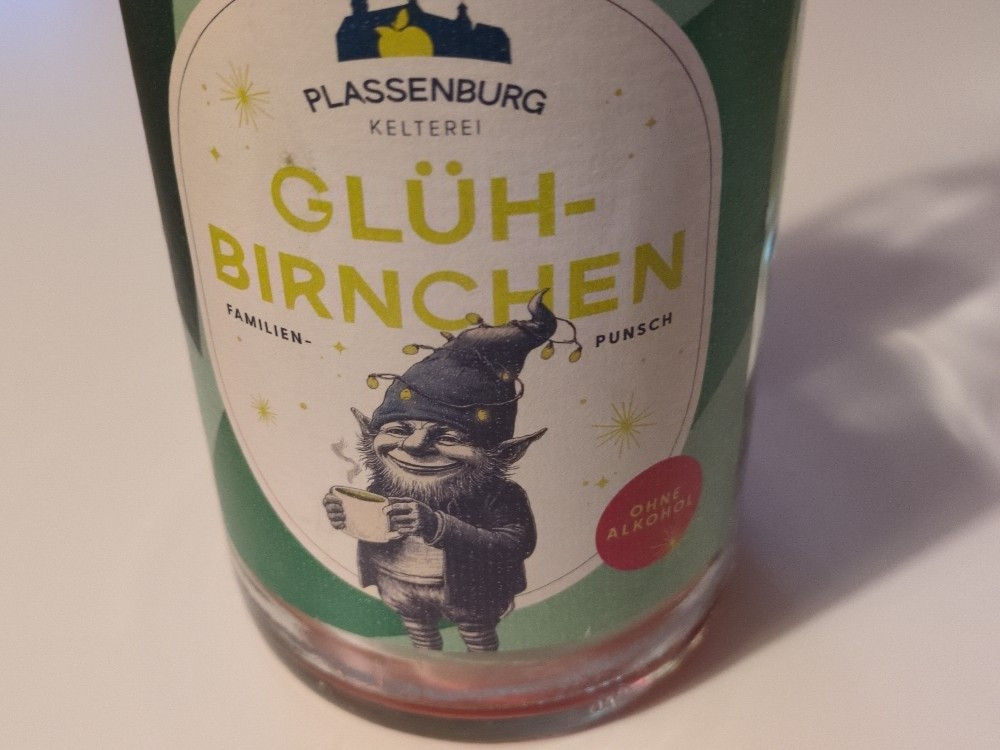 PLASSENBURG
KELTEREI
GLÜH-
BIRNCHEN
FAMILIEN-
PUNSCH
OHNE
ALKOHOL